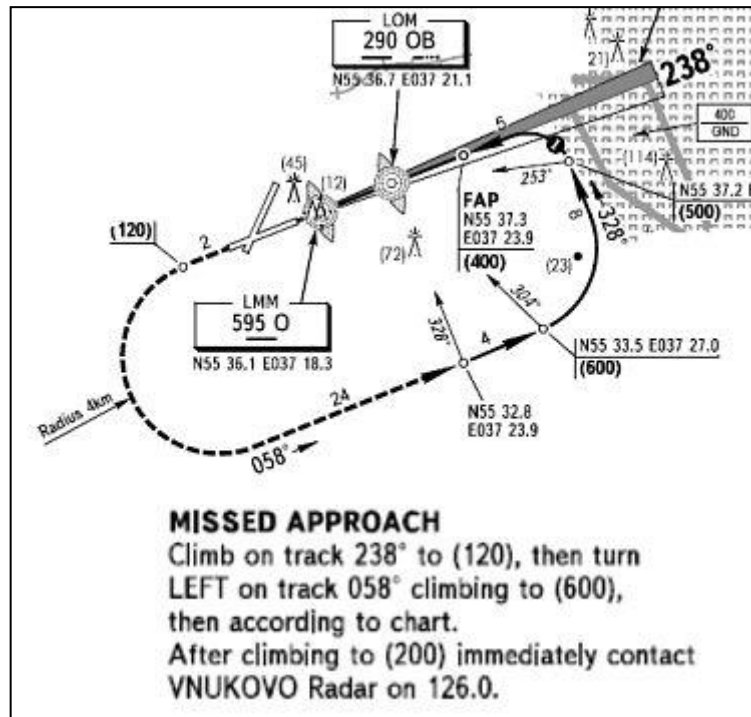 LOM
290 OB
N55 36.7 E037 21.1
21)
238°
400
GND
(45)
(12)
5
(114)
253°
N55 37.2 E
(500)
FAP
N55 37.3
E037 23.9
(400)
328°
8
(120)
2
(72)
(23)
LMM
595 O
N55 36.1 E037 18.3
304°
328°
4
N55 33.5 E037 27.0
(600)
Radius 4km
24
N55 32.8
E037 23.9
058°
MISSED APPROACH
Climb on track 238° to (120), then turn
LEFT on track 058° climbing to (600),
then according to chart.
After climbing to (200) immediately contact
VNUKOVO Radar on 126.0.